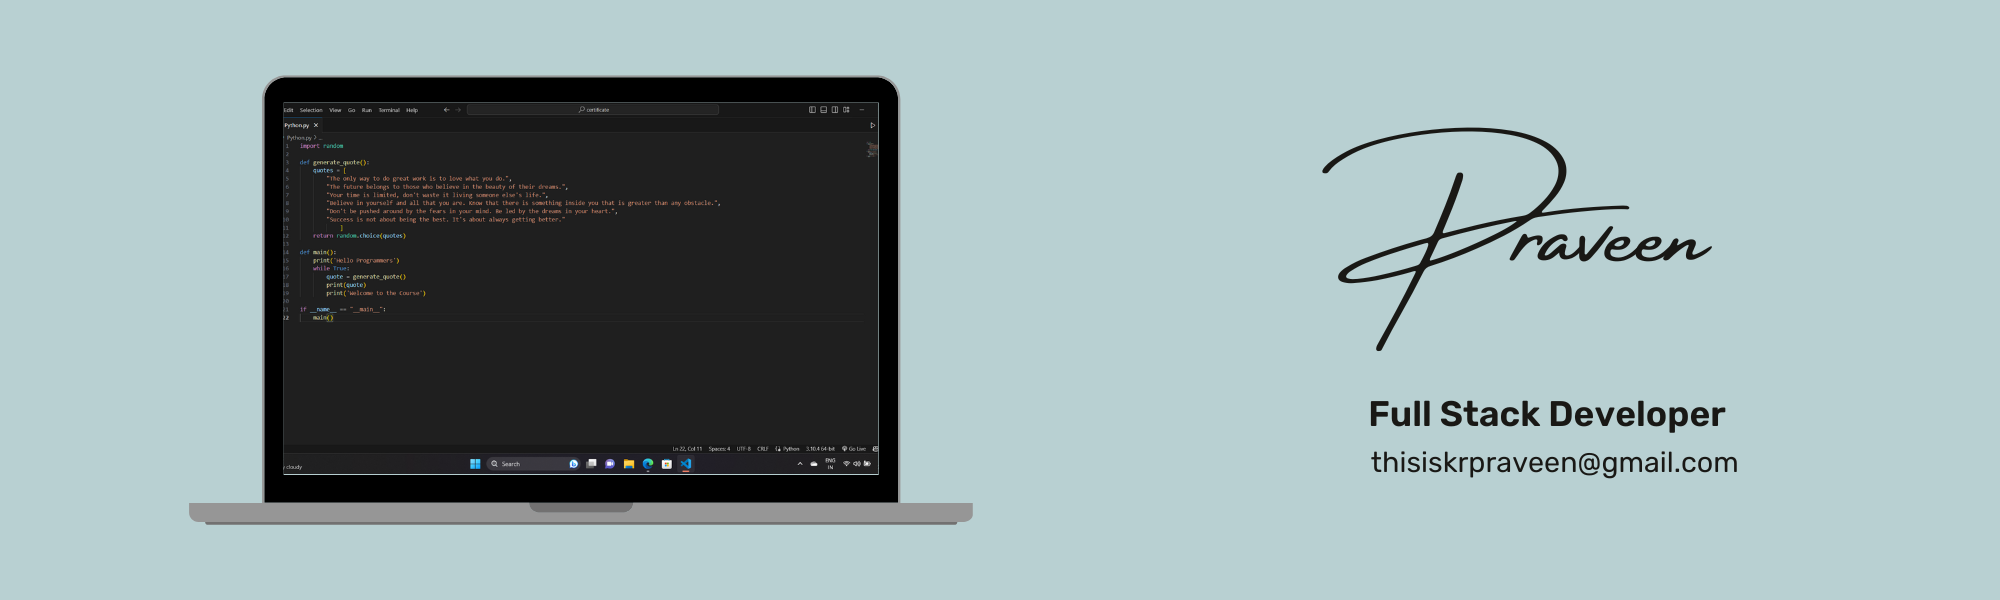 Edit Selection View Go Run Terminal Help
certificate
Python.py ×
Python.py > ...
1 import random
2
3 def generate_quote():
4 quotes = [
5 "The only way to do great work is to love what you do.",
6 "The future belongs to those who believe in the beauty of their dreams.",
7 "Your time is limited, don't waste it living someone else's life.",
8 "Believe in yourself and all that you are. Know that there is something inside you that is greater than any obstacle.",
9 "Don't be pushed around by the fears in your mind. Be led by the dreams in your heart.",
10 "Success is not about being the best. It's about always getting better."
11 ]
12 return random.choice(quotes)
13
14 def main():
15 print('Hello Programmers')
16 while True:
17 quote = generate_quote()
18 print(quote)
19 print('Welcome to the Course')
20
21 if __name__ == "__main__":
22 main()
Ln 22, Col 11 Spaces: 4 UTF-8 CRLF Python 3.10.4 64-bit Go Live
y cloudy
Search
ENG
IN
Praveen
Full Stack Developer
thisiskrpraveen@gmail.com